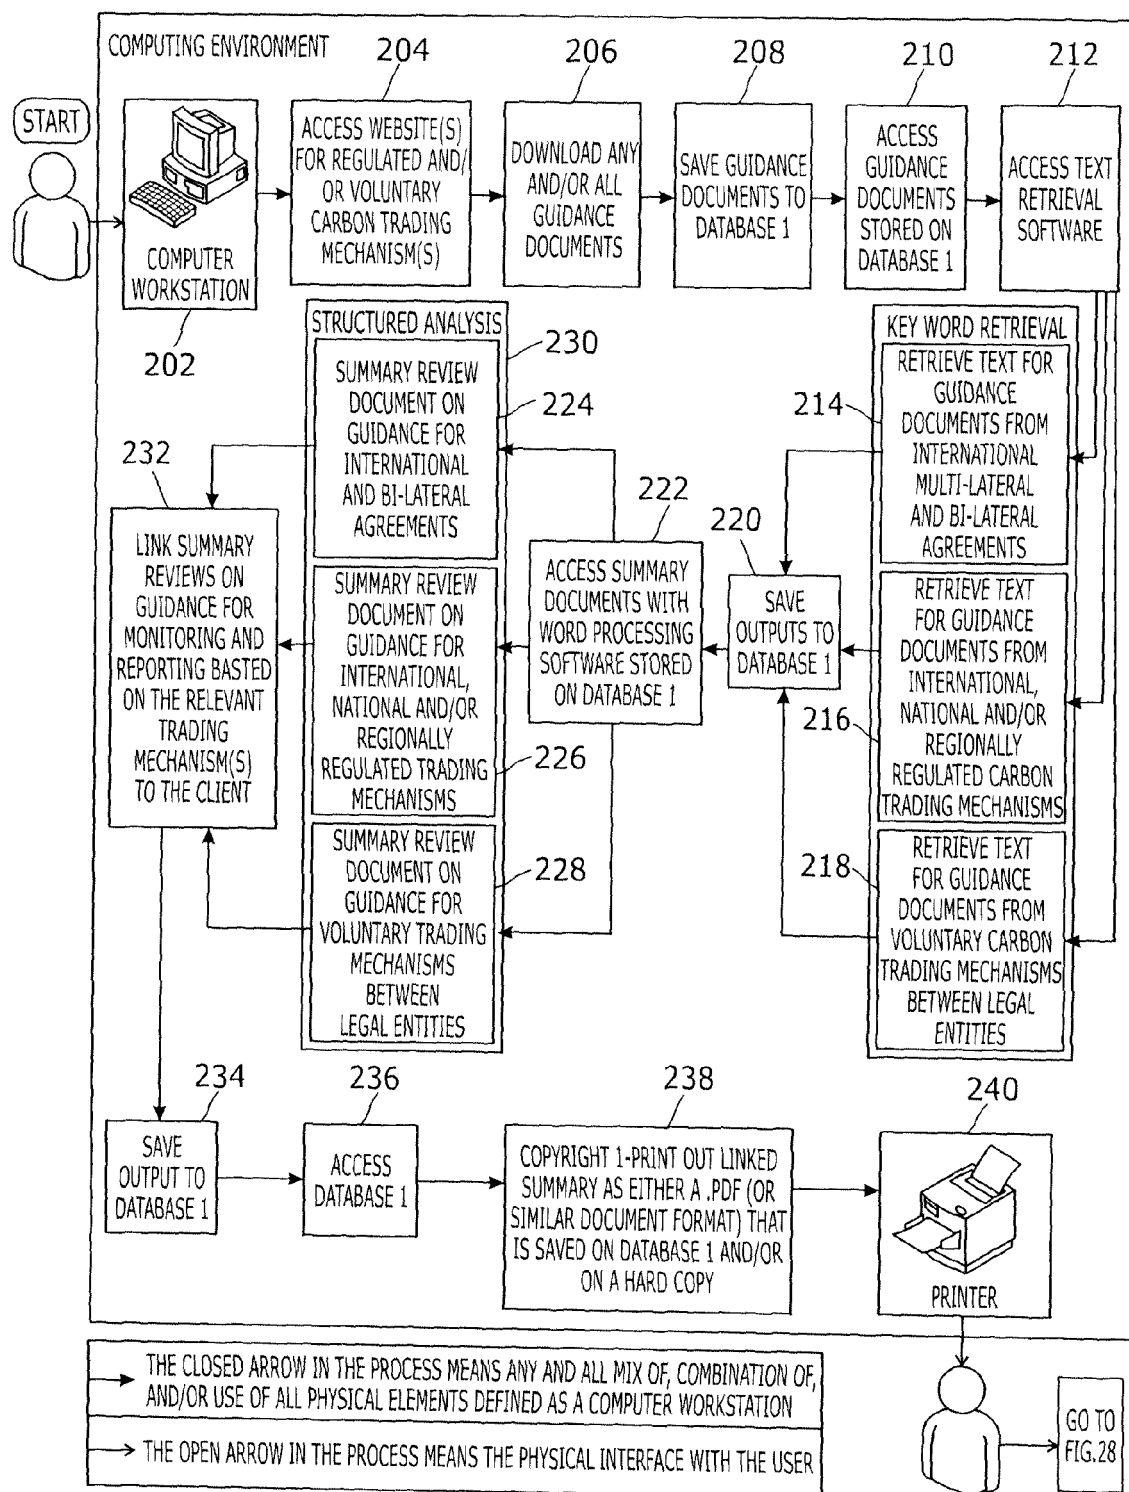 COMPUTING ENVIRONMENT
204
206
208
210
212
START
COMPUTER
WORKSTATION
202
ACCESS WEBSITE(S)
FOR REGULATED AND/
OR VOLUNTARY
CARBON TRADING
MECHANISM(S)
DOWNLOAD ANY
AND/OR ALL
GUIDANCE
DOCUMENTS
SAVE GUIDANCE
DOCUMENTS TO
DATABASE 1
ACCESS
GUIDANCE
DOCUMENTS
STORED ON
DATABASE 1
ACCESS TEXT
RETRIEVAL
SOFTWARE
KEY WORD RETRIEVAL
214
RETRIEVE TEXT FOR
GUIDANCE
DOCUMENTS FROM
INTERNATIONAL
MULTI-LATERAL
AND BI-LATERAL
AGREEMENTS
216
RETRIEVE TEXT
FOR GUIDANCE
DOCUMENTS FROM
INTERNATIONAL,
NATIONAL AND/OR
REGIONALLY
REGULATED CARBON
TRADING MECHANISMS
218
RETRIEVE TEXT
FOR GUIDANCE
DOCUMENTS FROM
VOLUNTARY CARBON
TRADING MECHANISMS
BETWEEN LEGAL
ENTITIES
220
SAVE
OUTPUTS TO
DATABASE 1
222
ACCESS SUMMARY
DOCUMENTS WITH
WORD PROCESSING
SOFTWARE STORED
ON DATABASE 1
STRUCTURED ANALYSIS
230
224
SUMMARY REVIEW
DOCUMENT ON
GUIDANCE FOR
INTERNATIONAL
AND BI-LATERAL
AGREEMENTS
SUMMARY REVIEW
DOCUMENT ON
GUIDANCE FOR
INTERNATIONAL,
NATIONAL AND/OR
REGIONALLY
REGULATED TRADING
MECHANISMS
226
SUMMARY REVIEW
DOCUMENT ON
GUIDANCE FOR
VOLUNTARY TRADING
MECHANISMS
BETWEEN
LEGAL ENTITIES
228
232
LINK SUMMARY
REVIEWS ON
GUIDANCE FOR
MONITORING AND
REPORTING BASTED
ON THE RELEVANT
TRADING
MECHANISM(S)
TO THE CLIENT
234
SAVE
OUTPUT TO
DATABASE 1
236
ACCESS
DATABASE 1
238
COPYRIGHT 1-PRINT OUT LINKED
SUMMARY AS EITHER A .PDF (OR
SIMILAR DOCUMENT FORMAT) THAT
IS SAVED ON DATABASE 1 AND/OR
ON A HARD COPY
240
PRINTER
THE CLOSED ARROW IN THE PROCESS MEANS ANY AND ALL MIX OF, COMBINATION OF,
AND/OR USE OF ALL PHYSICAL ELEMENTS DEFINED AS A COMPUTER WORKSTATION
THE OPEN ARROW IN THE PROCESS MEANS THE PHYSICAL INTERFACE WITH THE USER
GO TO
FIG.28